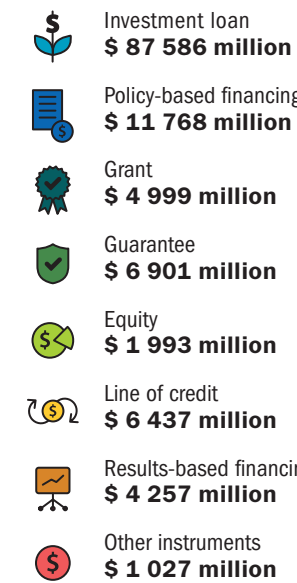 Investment loan
$ 87 586 million
Policy-based financing
$ 11 768 million
Grant
$ 4 999 million
Guarantee
$ 6 901 million
Equity
$ 1 993 million
Line of credit
$ 6 437 million
Results-based financin
$ 4 257 million
Other instruments
$ 1 027 million